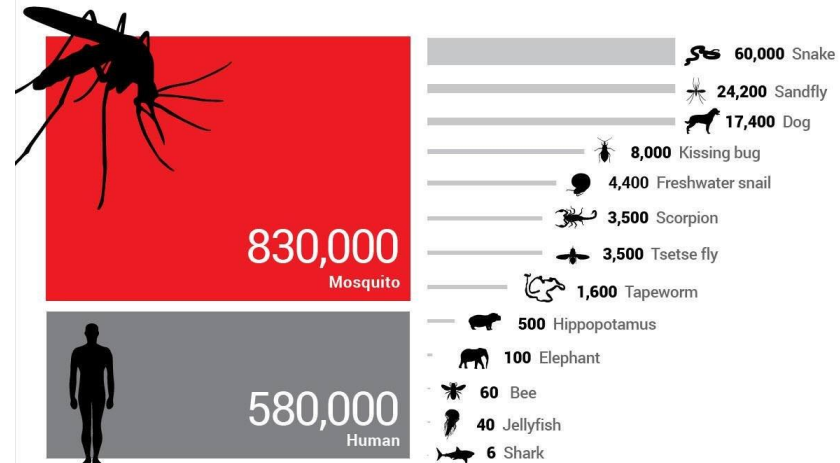 830,000
Mosquito
580,000
Human
60,000 Snake
24,200 Sandfly
17,400 Dog
8,000 Kissing bug
4,400 Freshwater snail
3,500 Scorpion
3,500 Tsetse fly
1,600 Tapeworm
500 Hippopotamus
100 Elephant
60 Bee
40 Jellyfish
6 Shark